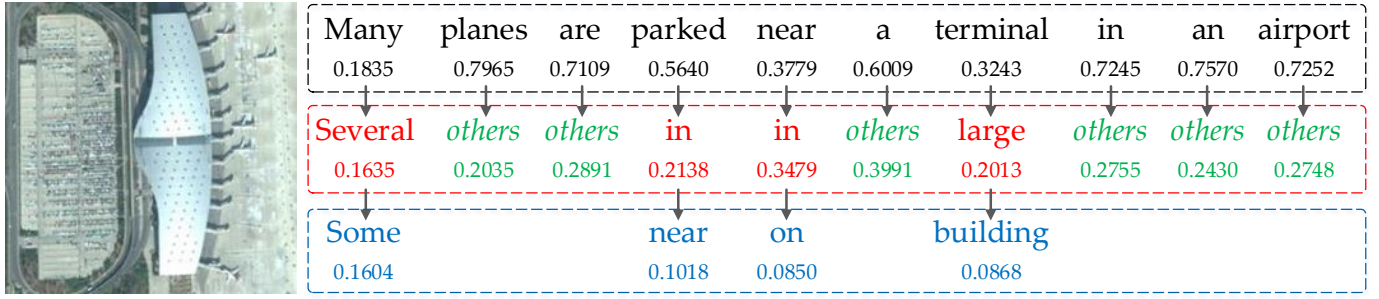 Many planes are parked near a terminal in an airport
0.1835 0.7965 0.7109 0.5640 0.3779 0.6009 0.3243 0.7245 0.7570 0.7252
Several others others in in others large others others others
0.1635 0.2035 0.2891 0.2138 0.3479 0.3991 0.2013 0.2755 0.2430 0.2748
Some near on building
0.1604 0.1018 0.0850 0.0868